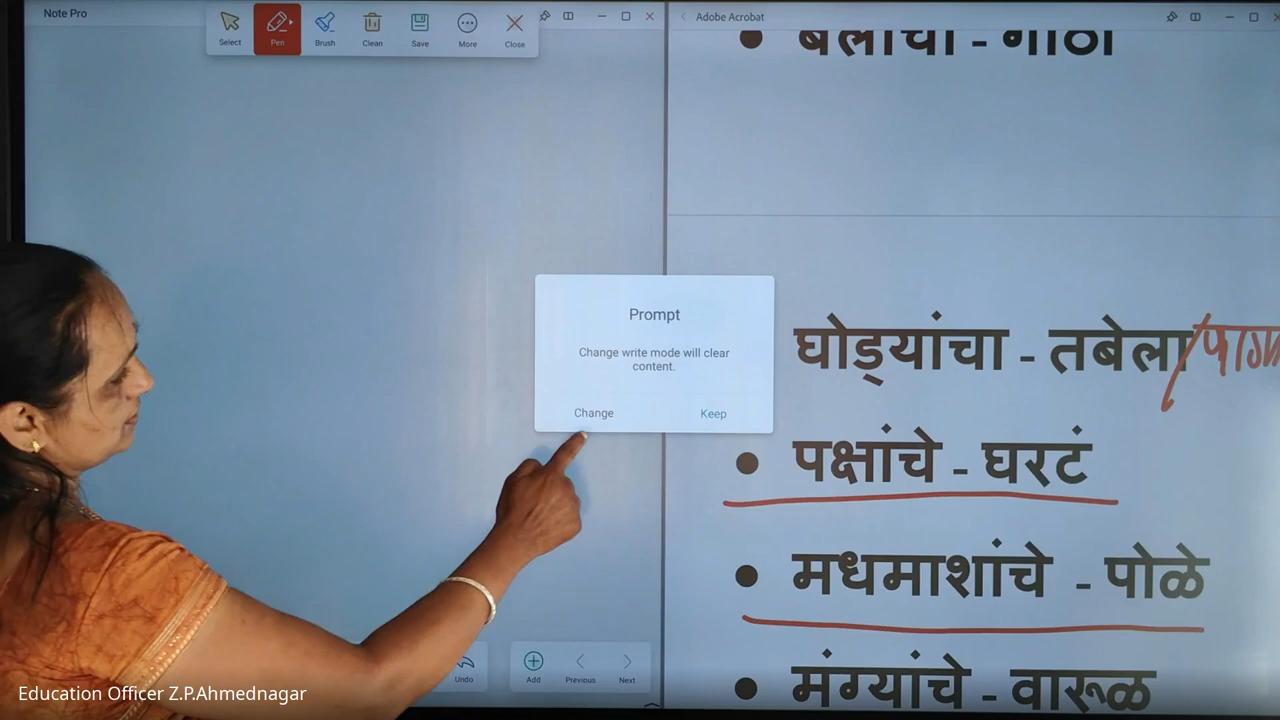 Note Pro
Select
Pen
Brush
Clean
Save
More
Close
Adobe Acrobat
घोड्यांचा - तबेला
पक्षांचे - घरटं
मधमाशांचे - पोळे
मंग्यांचे - वारूळ
Prompt
Change write mode will clear
content.
Change
Keep
Undo
Add
Previous
Next
Education Officer Z.P.Ahmednagar